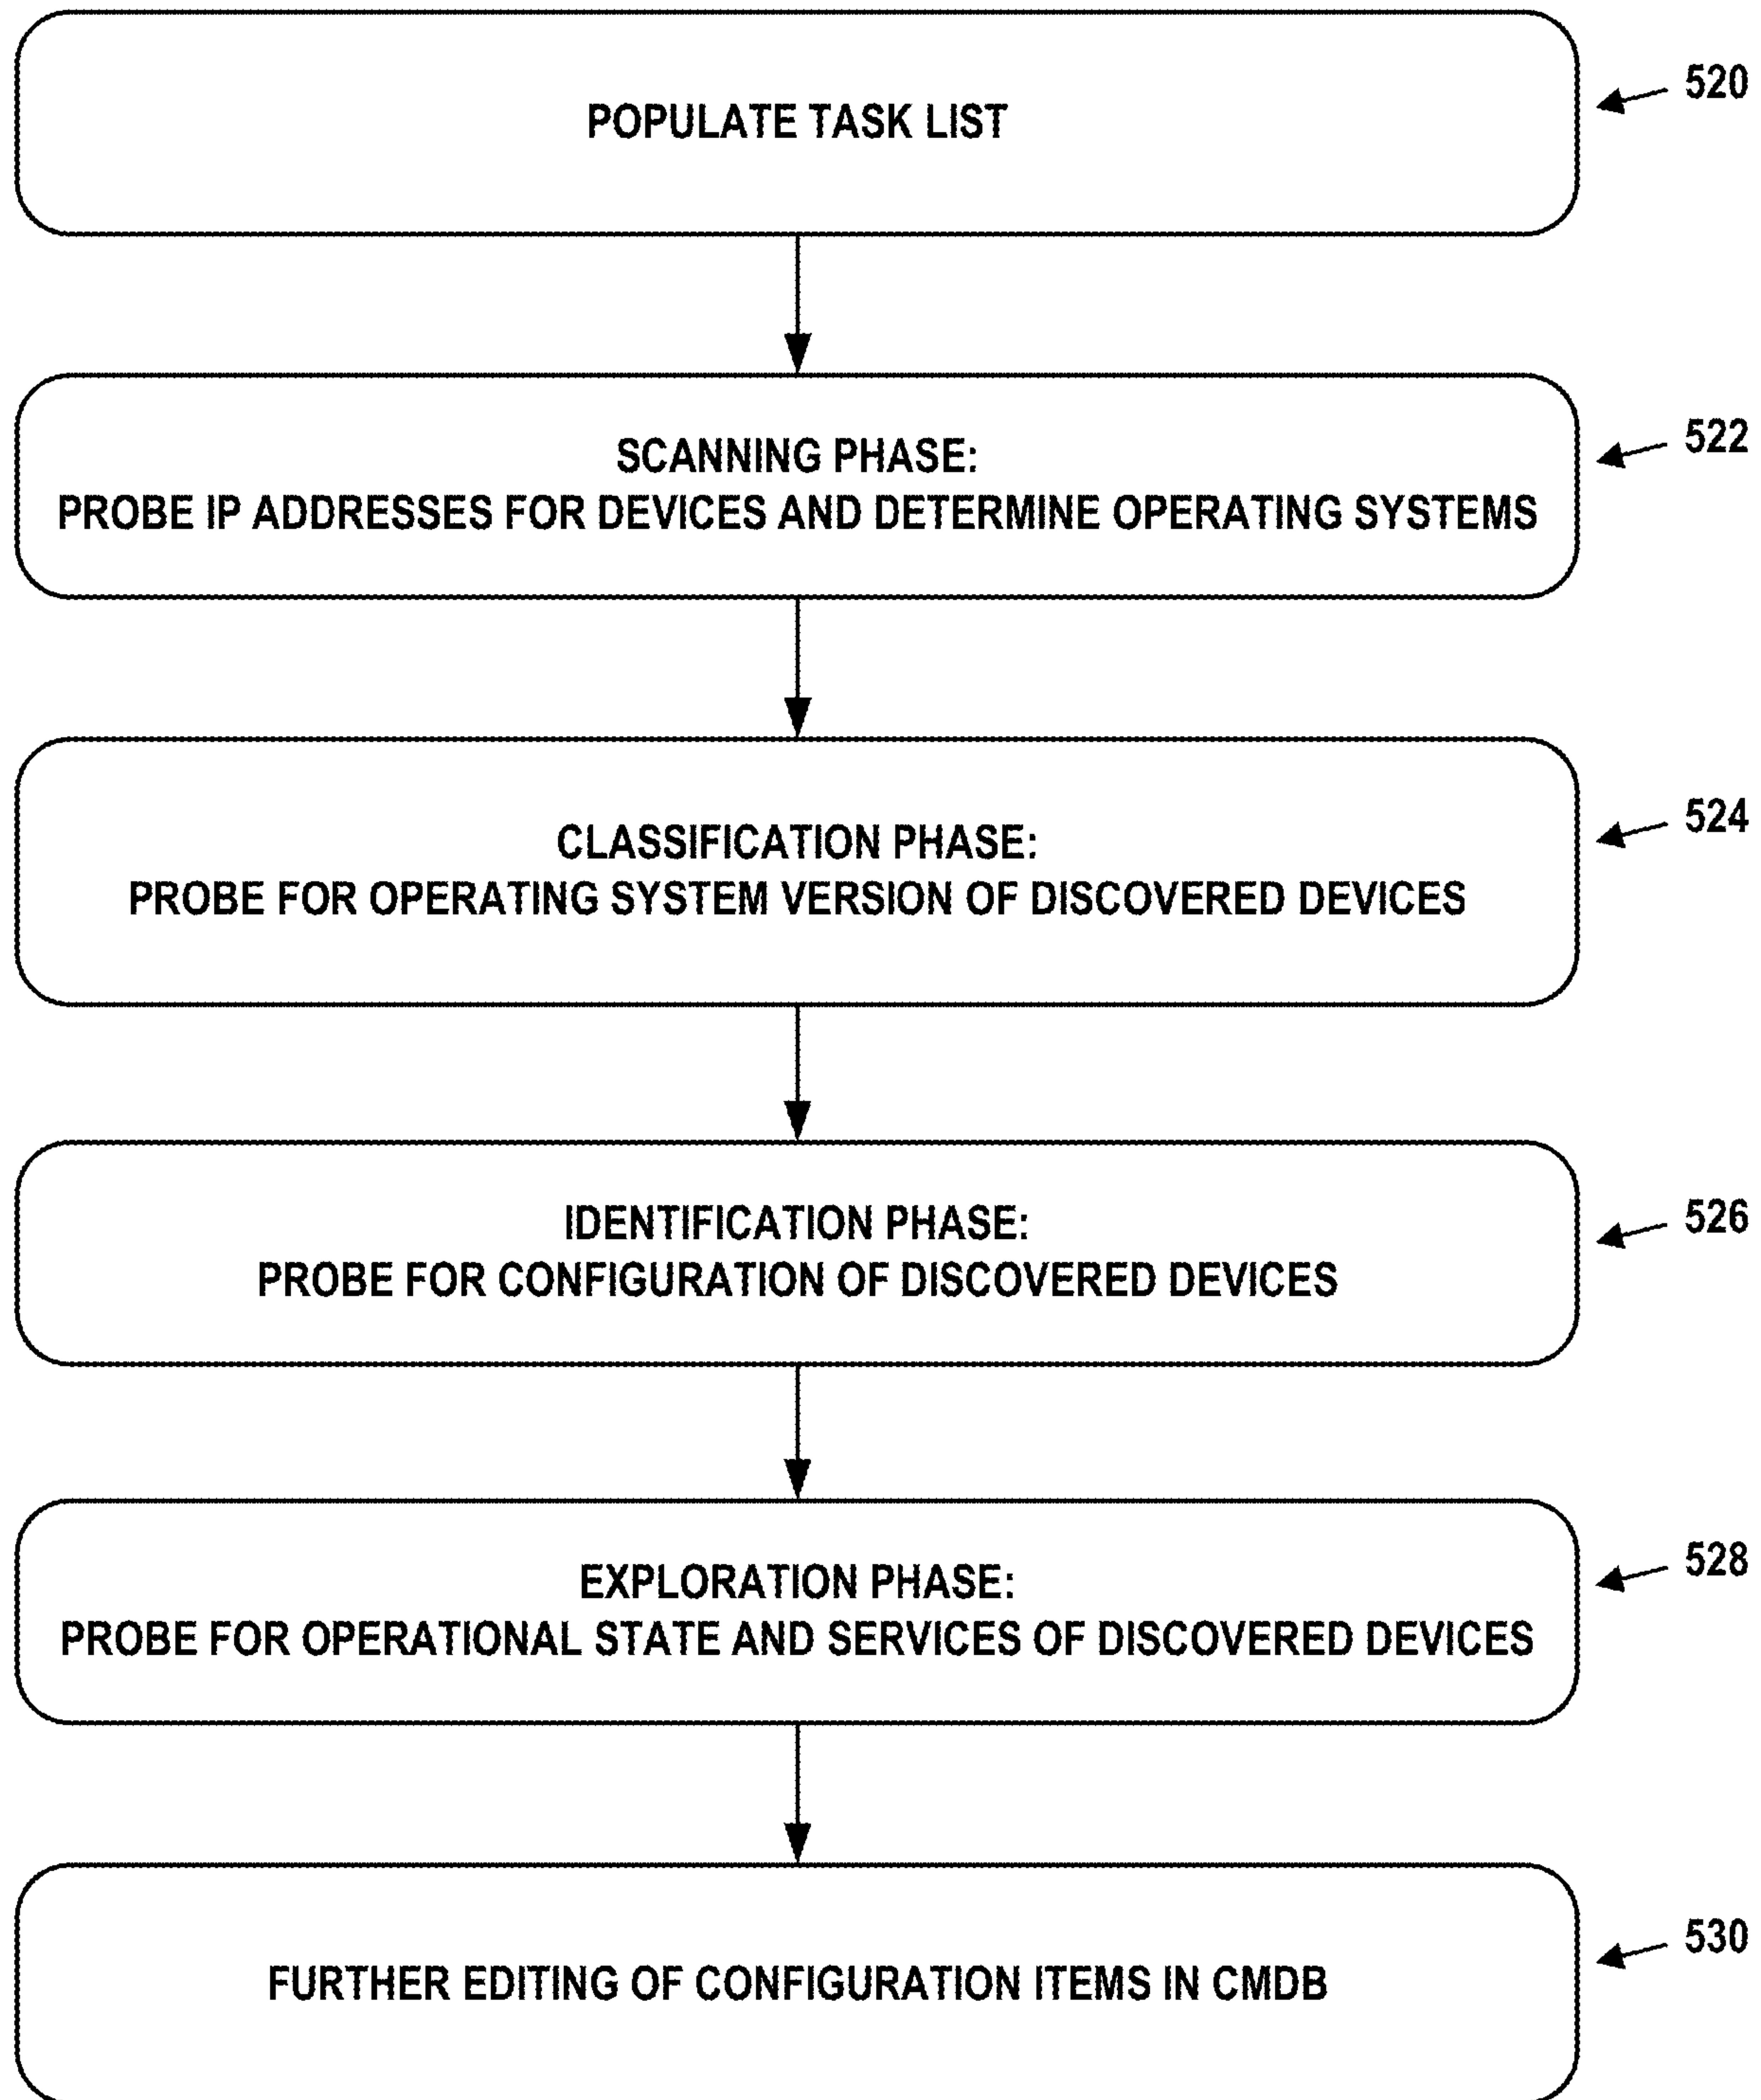 POPULATE TASK LIST
520
SCANNING PHASE:
PROBE IP ADDRESSES FOR DEVICES AND DETERMINE OPERATING SYSTEMS
522
CLASSIFICATION PHASE:
PROBE FOR OPERATING SYSTEM VERSION OF DISCOVERED DEVICES
524
IDENTIFICATION PHASE:
PROBE FOR CONFIGURATION OF DISCOVERED DEVICES
526
EXPLORATION PHASE:
PROBE FOR OPERATIONAL STATE AND SERVICES OF DISCOVERED DEVICES
528
FURTHER EDITING OF CONFIGURATION ITEMS IN CMDB
530